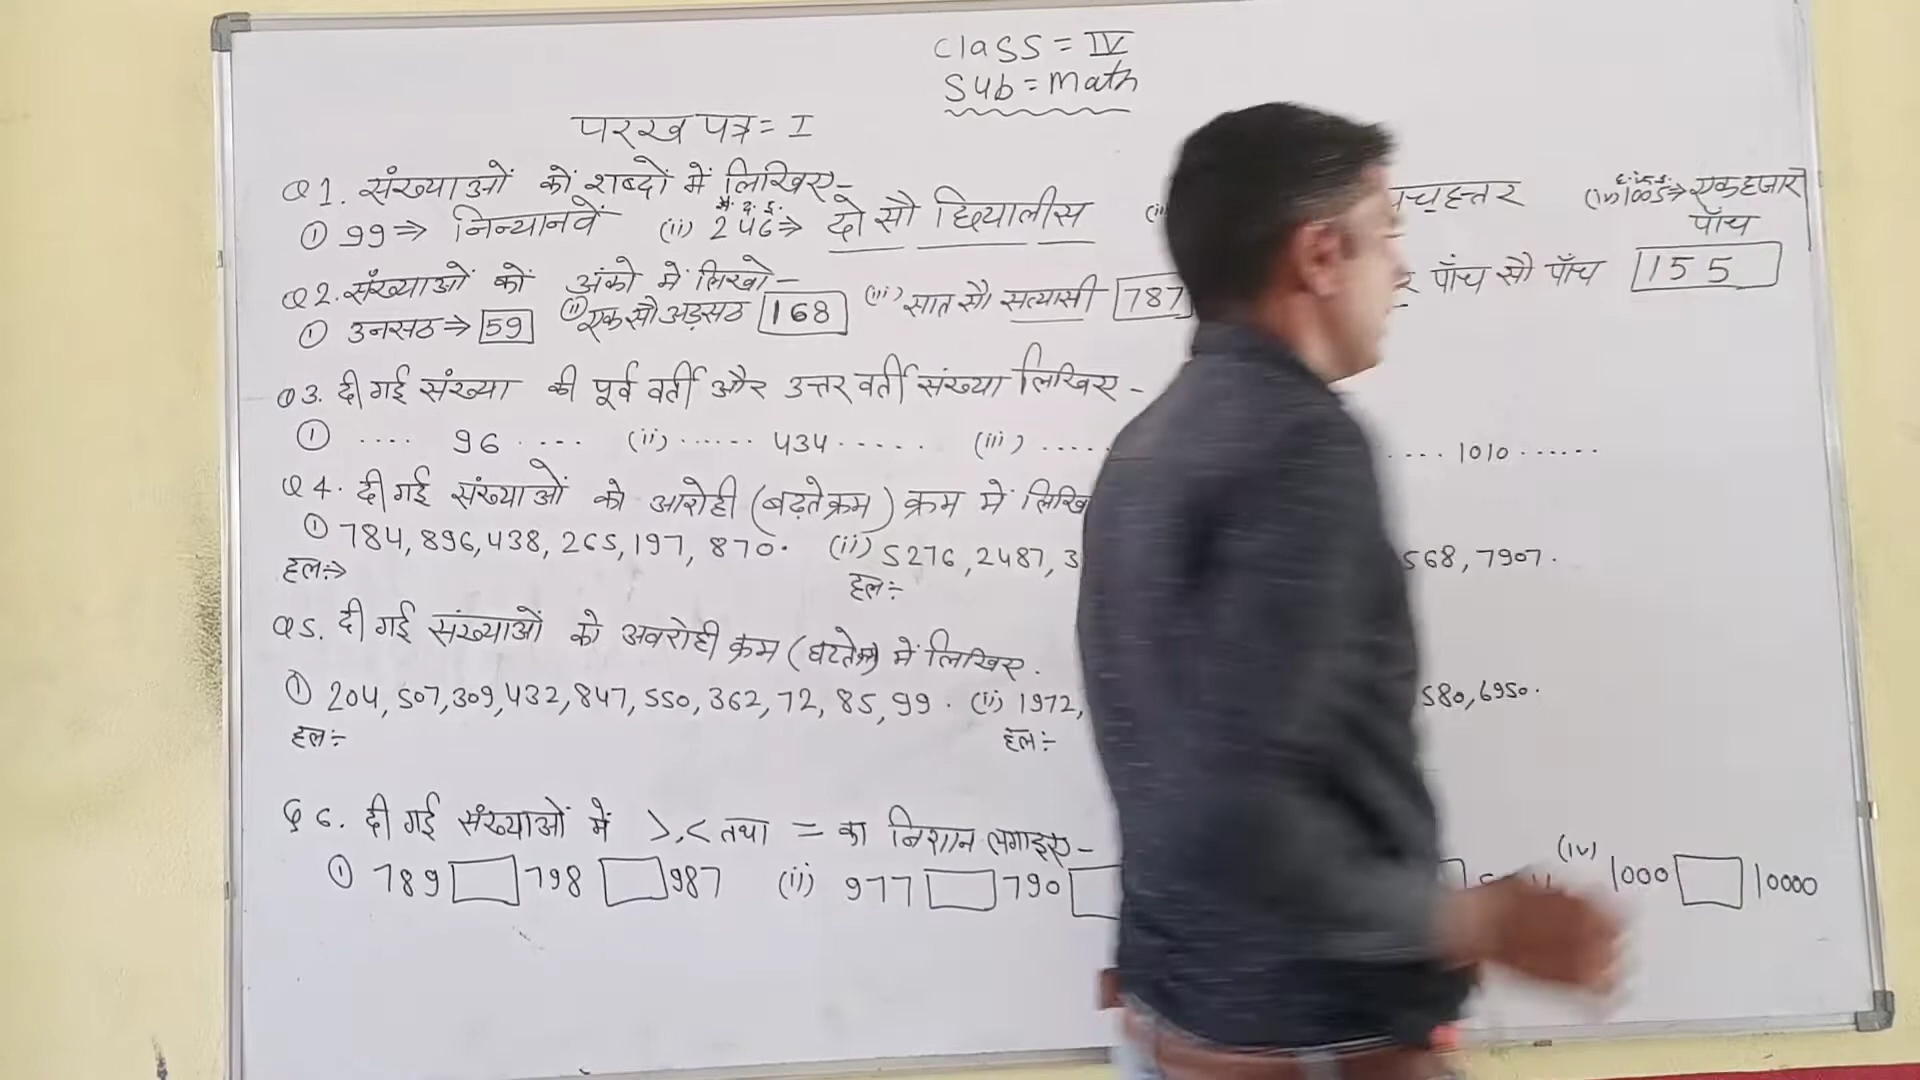 Class = IV
Sub = Math
परख पत्र = I
Q1. संख्याओं को शब्दों में लिखिए-
① 99 ⇒ निन्यानवें (ii) 246 ⇒ दो सौ छियालीस (iv) 1005 ⇒ एक हजार पाँच
Q2. संख्याओं को अंको में लिखो-
① उनसठ ⇒ 59 (ii) एक सौ अड़सठ 168 (iii) सात सौ सत्यासी 787 पाँच सौ पाँच 155
Q3. दी गई संख्या की पूर्व वर्ती और उत्तर वर्ती संख्या लिखिए-
① .... 96 .... (ii) ...... 434 ...... (iii) ..... .... 1010 ......
Q4. दी गई संख्याओं को आरोही (बढ़तेक्रम) क्रम में लिखि
① 784, 896, 438, 265, 197, 870. (ii) 5276, 2487, 3 568, 7907.
हल:⇒ हल:-
Q5. दी गई संख्याओं को अवरोही क्रम (घटतेक्रम) में लिखिए.
① 204, 507, 309, 432, 847, 550, 362, 72, 85, 99. (ii) 1972, 580, 6950.
हल:- हल:-
Q6. दी गई संख्याओं में >,< तथा = का निशान लगाइए-
① 789 798 987 (ii) 977 790 (iv) 1000 10000